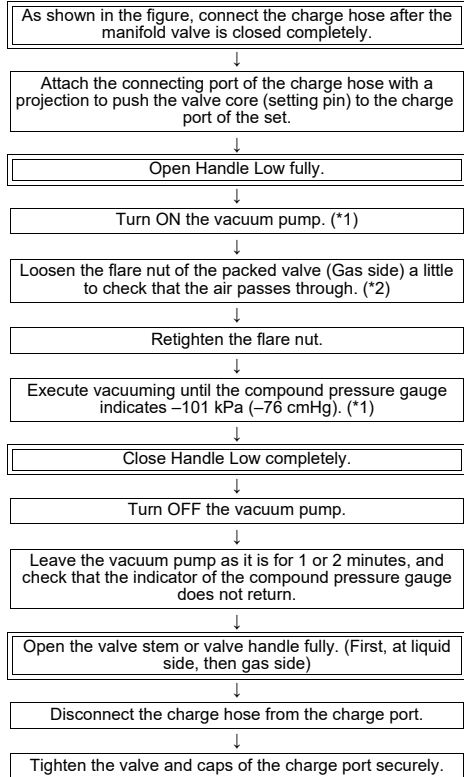 As shown in the figure, connect the charge hose after the
manifold valve is closed completely.
↓
Attach the connecting port of the charge hose with a
projection to push the valve core (setting pin) to the charge
port of the set.
↓
Open Handle Low fully.
↓
Turn ON the vacuum pump. (*1)
↓
Loosen the flare nut of the packed valve (Gas side) a little
to check that the air passes through. (*2)
↓
Retighten the flare nut.
↓
Execute vacuuming until the compound pressure gauge
indicates –101 kPa (–76 cmHg). (*1)
↓
Close Handle Low completely.
↓
Turn OFF the vacuum pump.
↓
Leave the vacuum pump as it is for 1 or 2 minutes, and
check that the indicator of the compound pressure gauge
does not return.
↓
Open the valve stem or valve handle fully. (First, at liquid
side, then gas side)
↓
Disconnect the charge hose from the charge port.
↓
Tighten the valve and caps of the charge port securely.